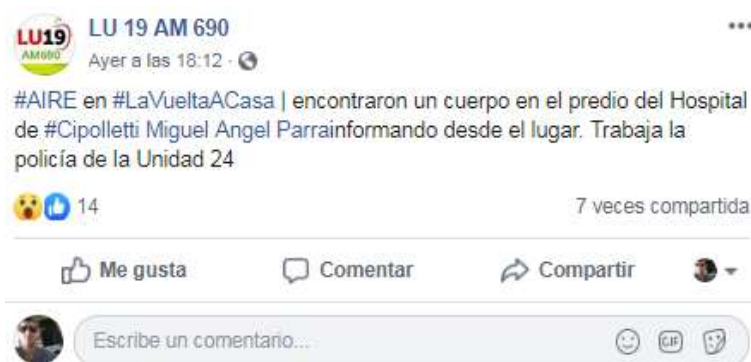 LU19
AM690
LU 19 AM 690
Ayer a las 18:12 ·
#AIRE en #LaVueltaACasa | encontraron un cuerpo en el predio del Hospital
de #Cipolletti Miguel Angel Parrainformando desde el lugar. Trabaja la
policía de la Unidad 24
14
7 veces compartida
Me gusta
Comentar
Compartir
Escribe un comentario...
GIF